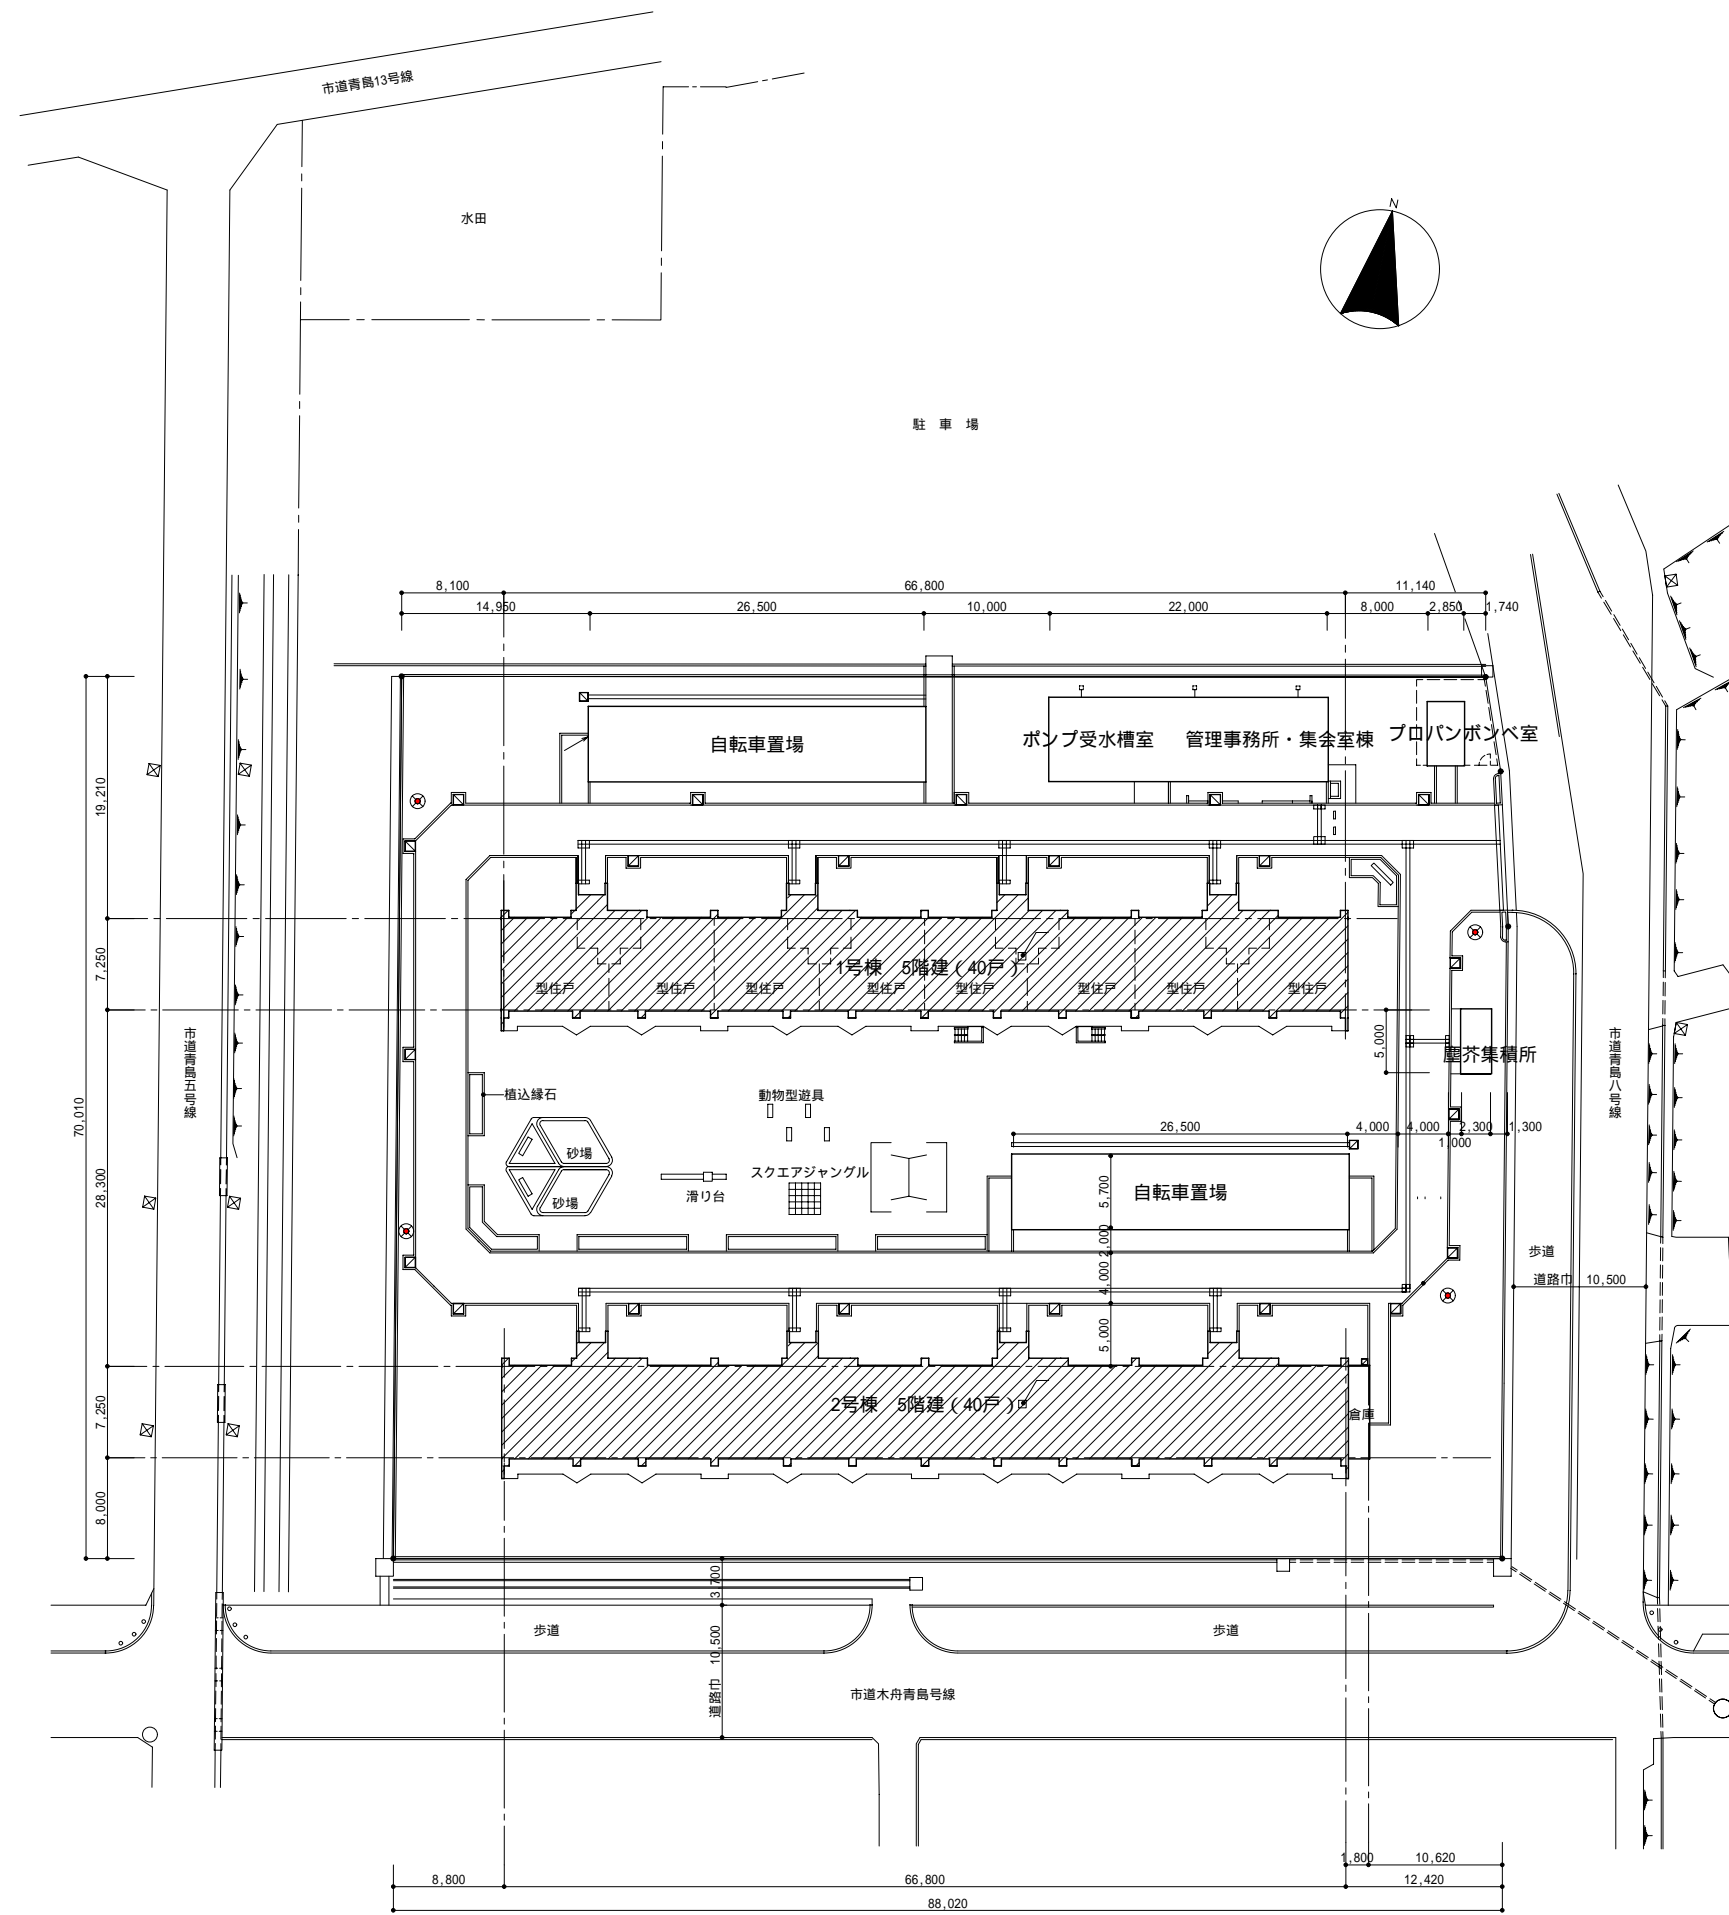 市道青島13号線
水田
N
駐 車 場
8,100
66,800
11,140
14,950
26,500
10,000
22,000
8,000
2,850
1,740
自転車置場
ポンプ受水槽室
管理事務所・集会室棟
プロパンボンベ室
19,210
7,250
70,010
28,300
7,250
8,000
1号棟 5階建(40戸)
型住戸
型住戸
型住戸
型住戸
型住戸
型住戸
型住戸
型住戸
市道青島五号線
市道青島八号線
5,000
塵芥集積所
植込縁石
動物型遊具
砂場
砂場
滑り台
スクエアジャングル
26,500
4,000
4,000
1,000
2,300
1,300
自転車置場
5,700
2,000
4,000
5,000
歩道
道路巾 10,500
2号棟 5階建(40戸)
倉庫
3,700
歩道
歩道
道路巾 10,500
市道木舟青島号線
1,800
10,620
8,800
66,800
12,420
88,020